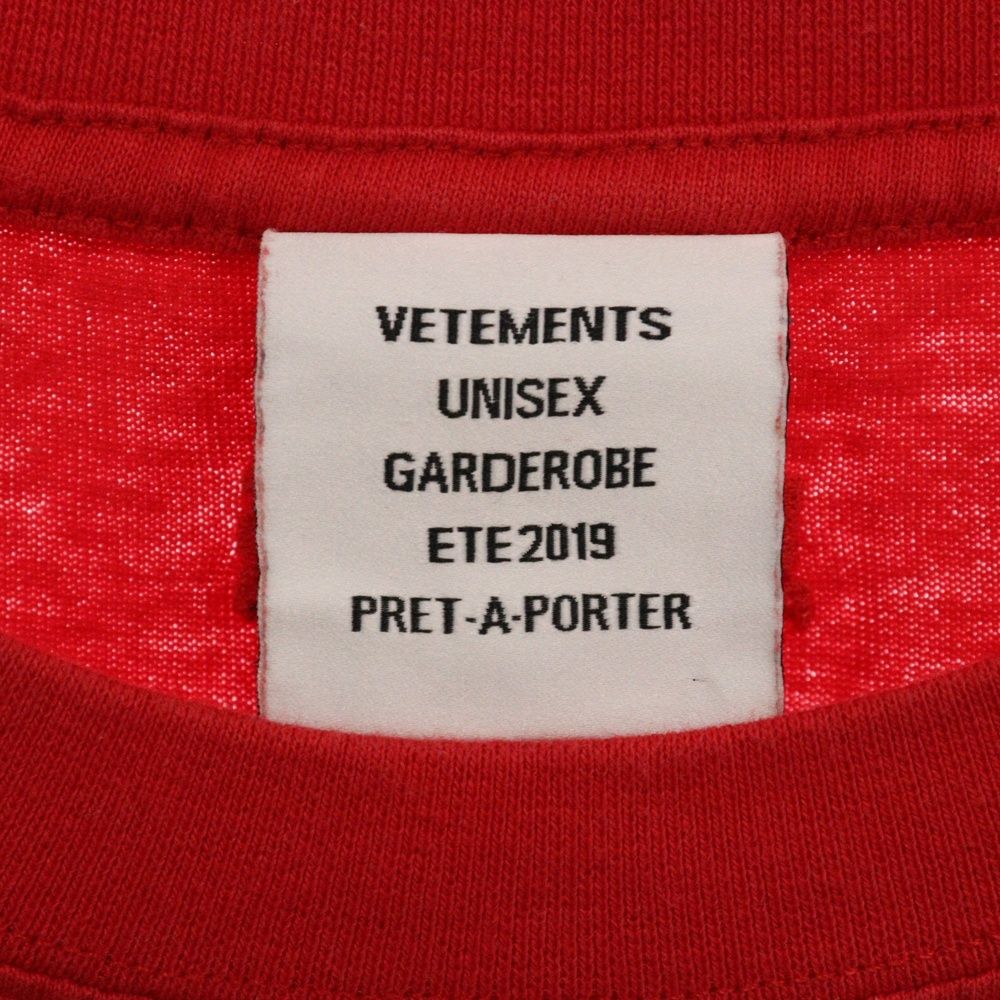 VETEMENTS
UNISEX
GARDEROBE
ETE 2019
PRET-A-PORTER